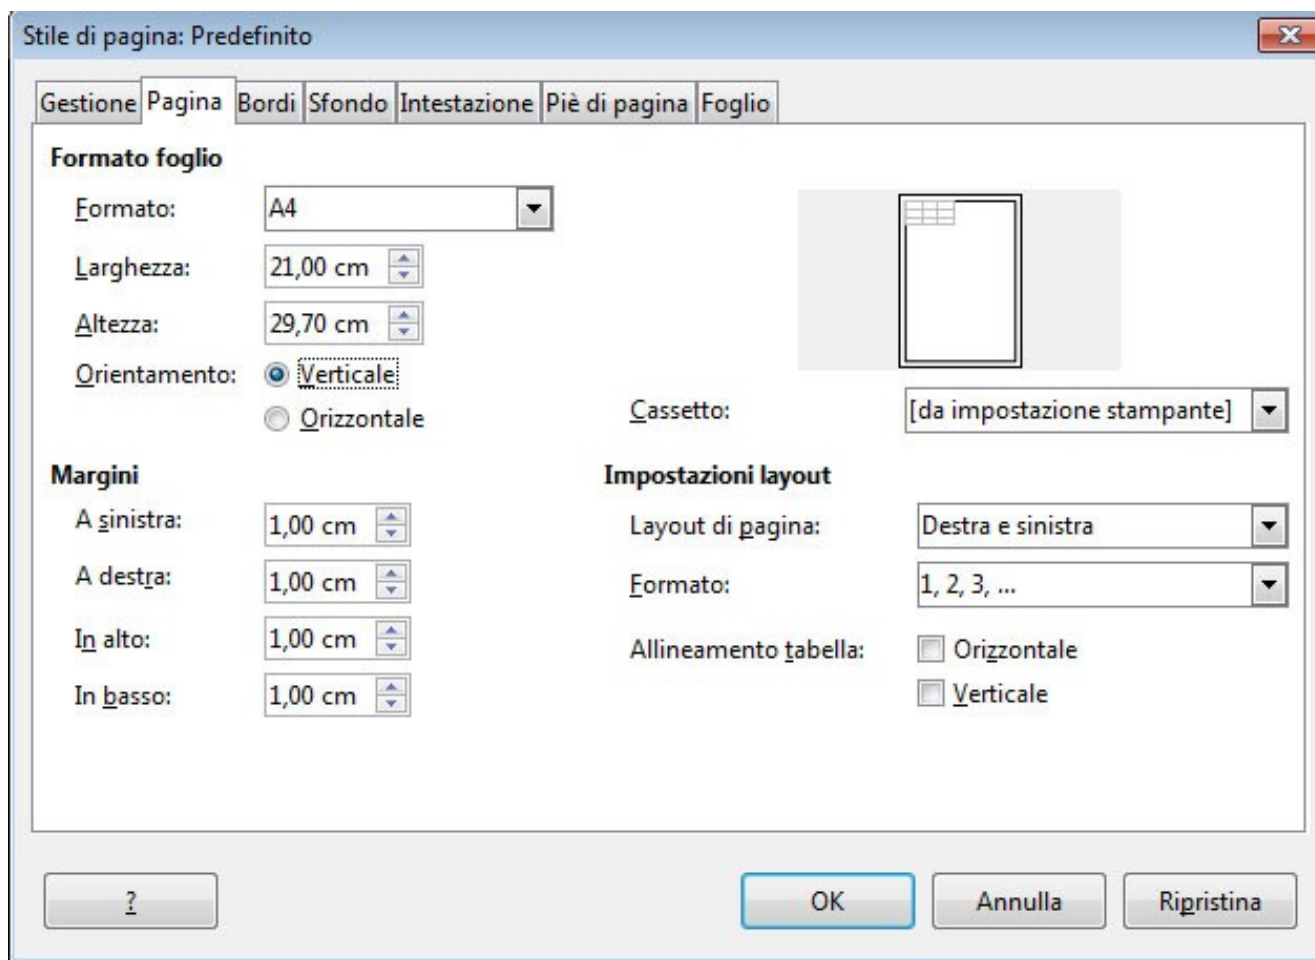 Stile di pagina: Predefinito
Gestione Pagina Bordi Sfondo Intestazione Piè di pagina Foglio
Formato foglio
Formato: A4
Larghezza: 21,00 cm
Altezza: 29,70 cm
Orientamento: Verticale
Orizzontale
Cassetto: [da impostazione stampante]
Margini
A sinistra: 1,00 cm
A destra: 1,00 cm
In alto: 1,00 cm
In basso: 1,00 cm
Impostazioni layout
Layout di pagina: Destra e sinistra
Formato: 1, 2, 3, ...
Allineamento tabella: Orizzontale
Verticale
? OK Annulla Ripristina